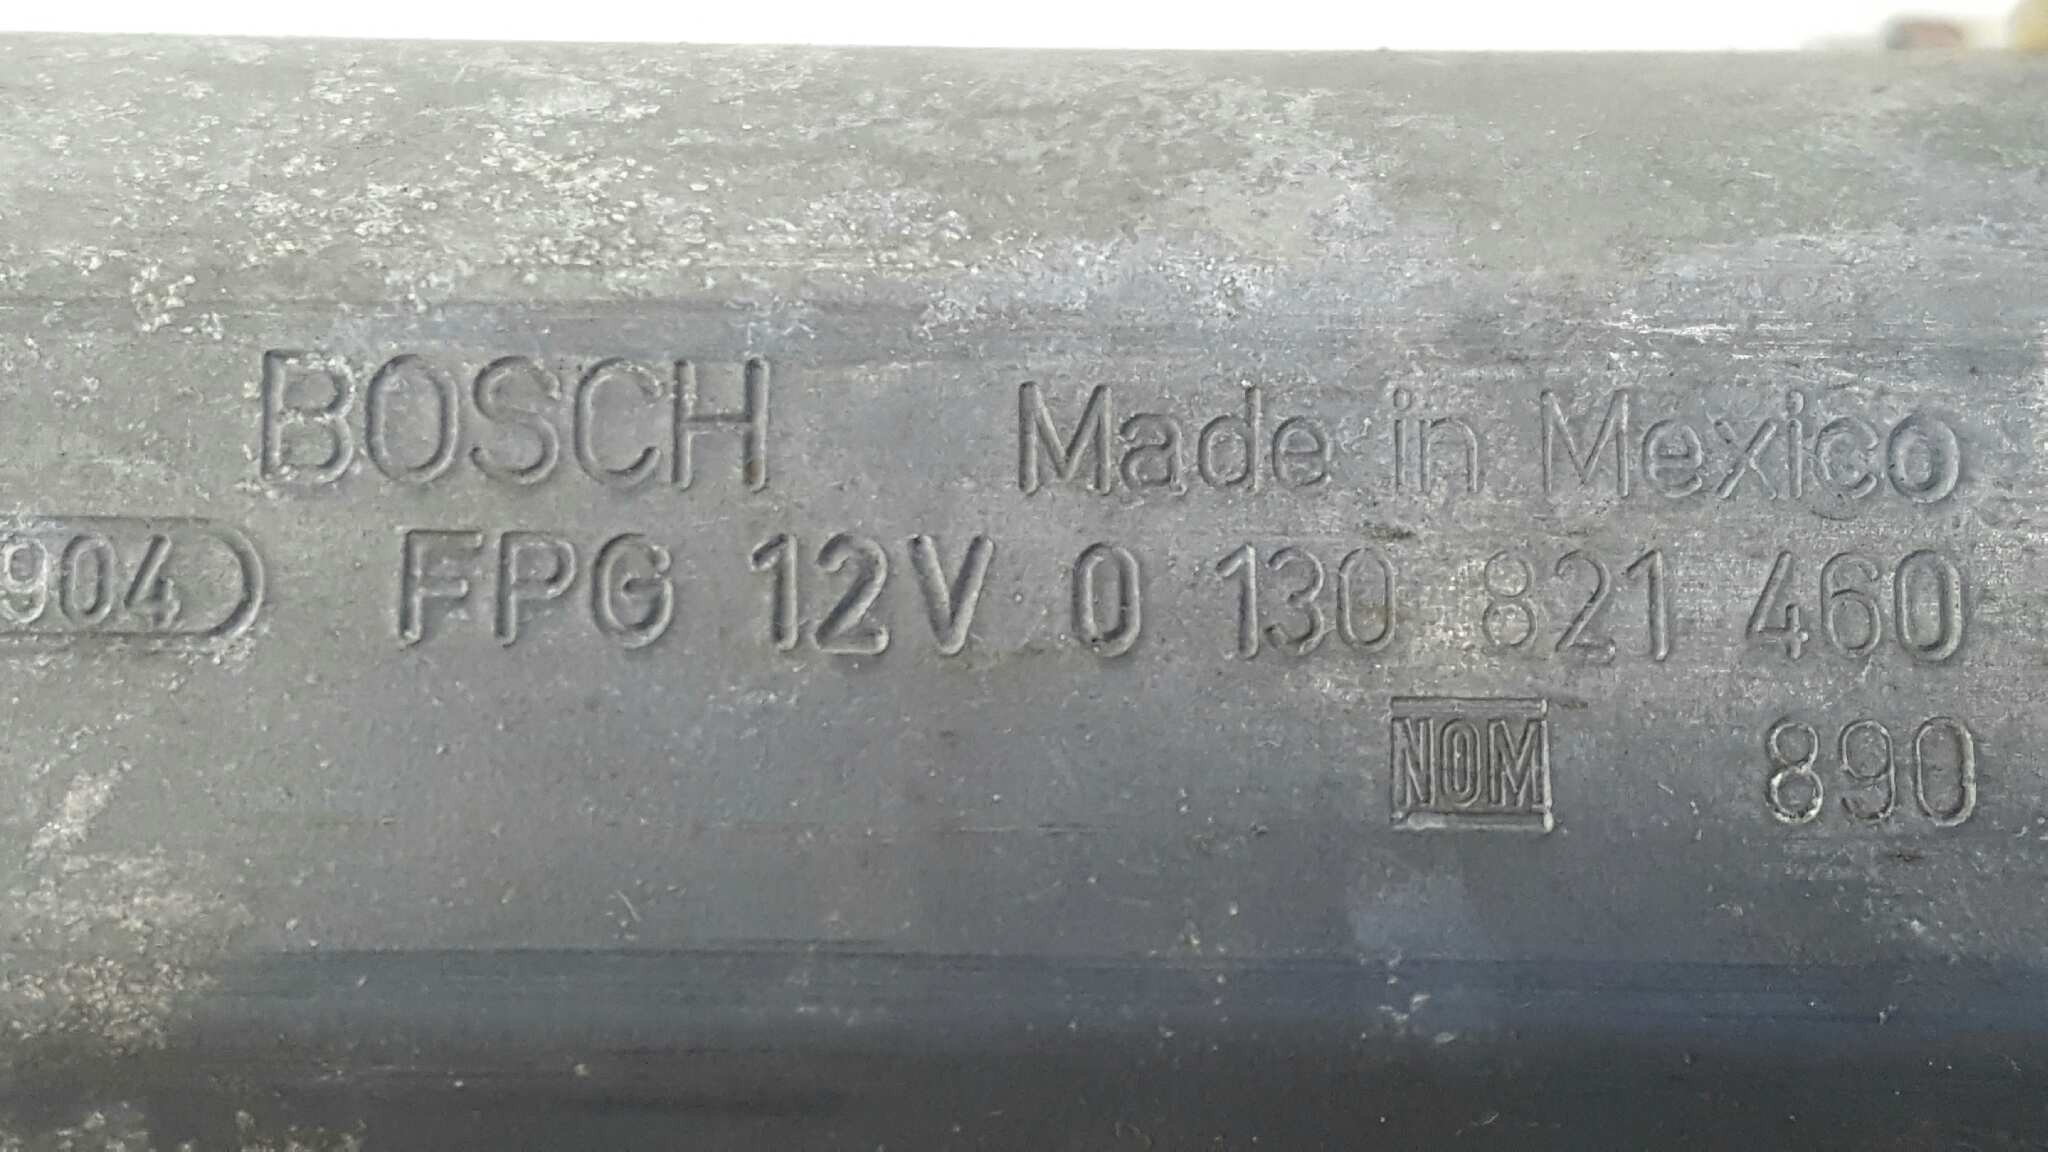 BOSCH Made in Mexico
904 FPG 12V 0 130 821 460
NOM 890